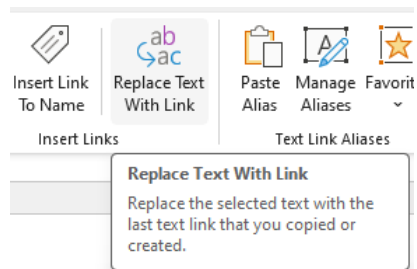 ab
ac
Insert Link
To Name
Replace Text
With Link
Paste
Alias
Manage
Aliases
Favorit
Insert Links
Text Link Aliases
Replace Text With Link
Replace the selected text with the
last text link that you copied or
created.